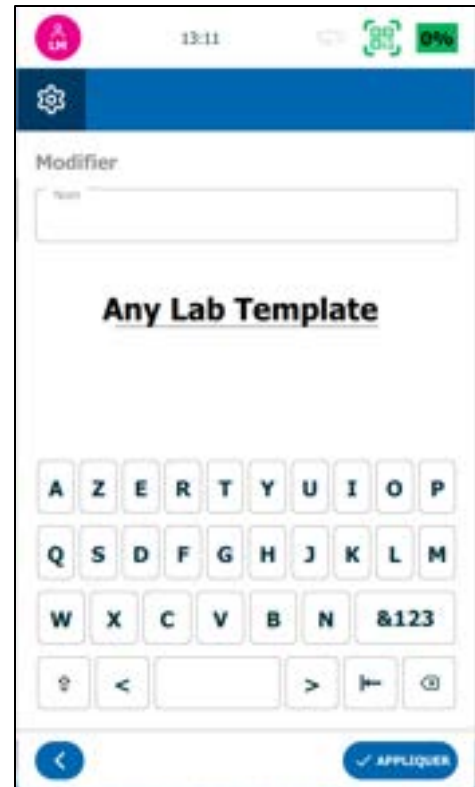 LM 13:11 0%
Modifier
Nom
Any Lab Template
A Z E R T Y U I O P
Q S D F G H J K L M
W X C V B N &123
< >
APPLIQUER